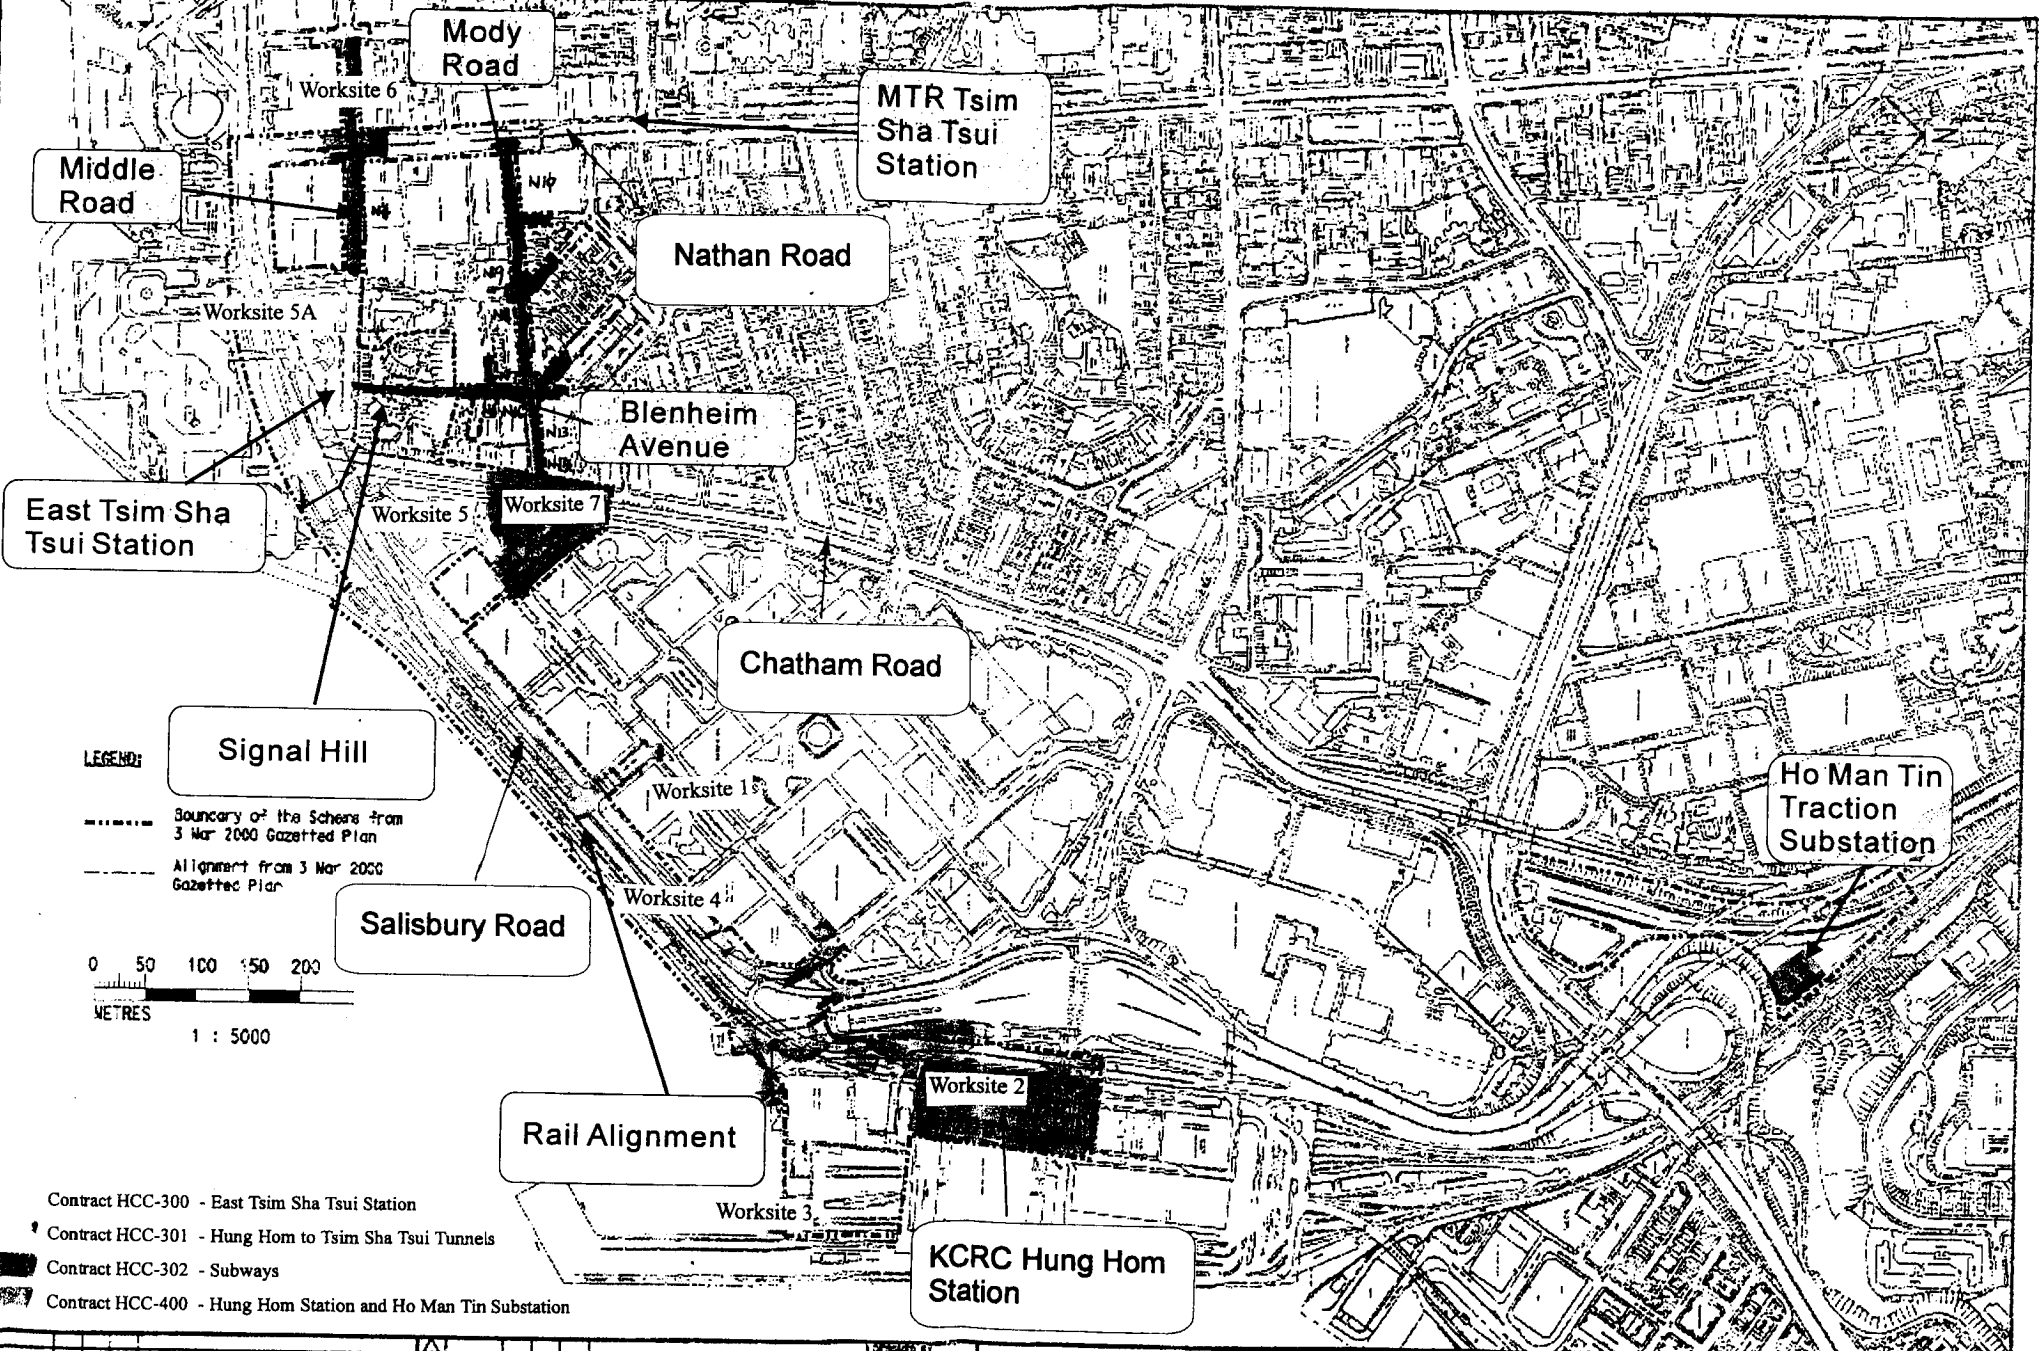 Mody
Road
Worksite 6
MTR Tsim
Sha Tsui
Station
N
Middle
Road
N10
Nathan Road
N9
Worksite 5A
Blenheim
Avenue
N13
East Tsim Sha
Tsui Station
Worksite 5
Worksite 7
Chatham Road
Signal Hill
LEGEND:
Boundary of the Scheme from
3 Mar 2000 Gazetted Plan
Alignment from 3 Mar 2000
Gazetted Plan
Worksite 1
Ho Man Tin
Traction
Substation
Salisbury Road
Worksite 4
0 50 100 150 200
METRES
1 : 5000
Worksite 2
Rail Alignment
Worksite 3
KCRC Hung Hom
Station
Contract HCC-300 - East Tsim Sha Tsui Station
Contract HCC-301 - Hung Hom to Tsim Sha Tsui Tunnels
Contract HCC-302 - Subways
Contract HCC-400 - Hung Hom Station and Ho Man Tin Substation